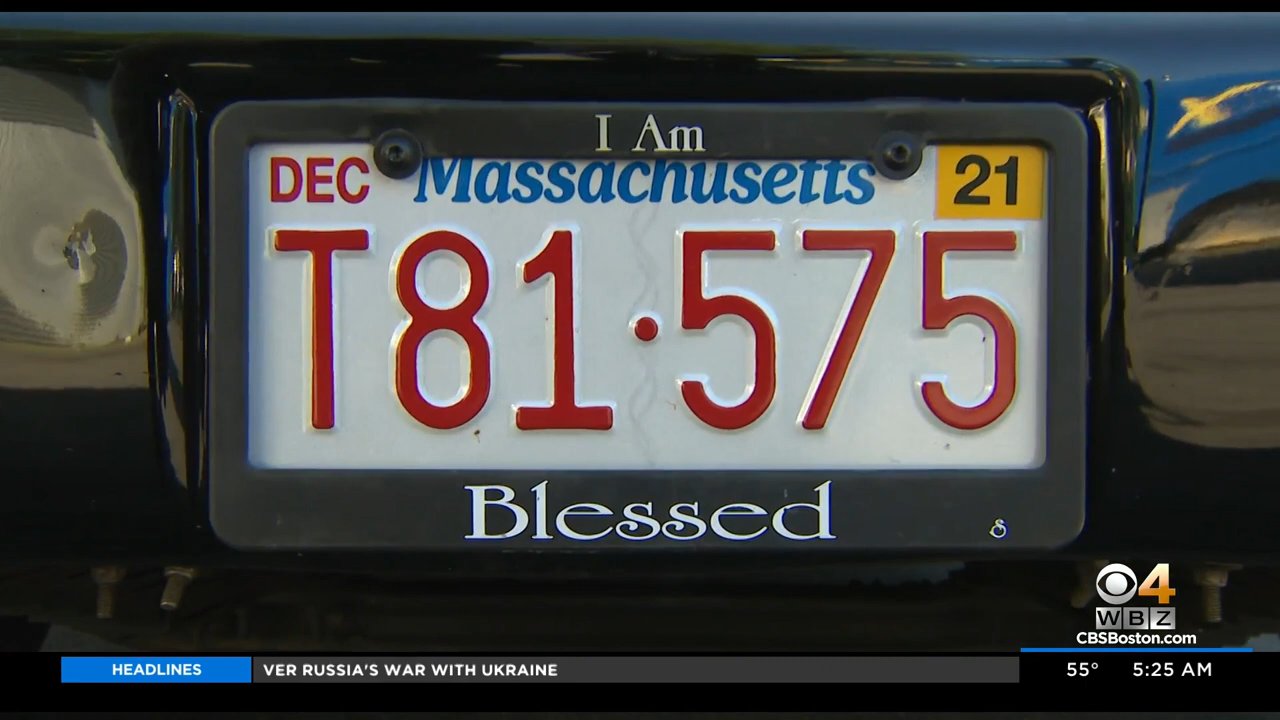 I Am
DEC Massachusetts 21
T81·575
Blessed
4
WBZ
CBSBoston.com
HEADLINES VER RUSSIA'S WAR WITH UKRAINE 55° 5:25 AM